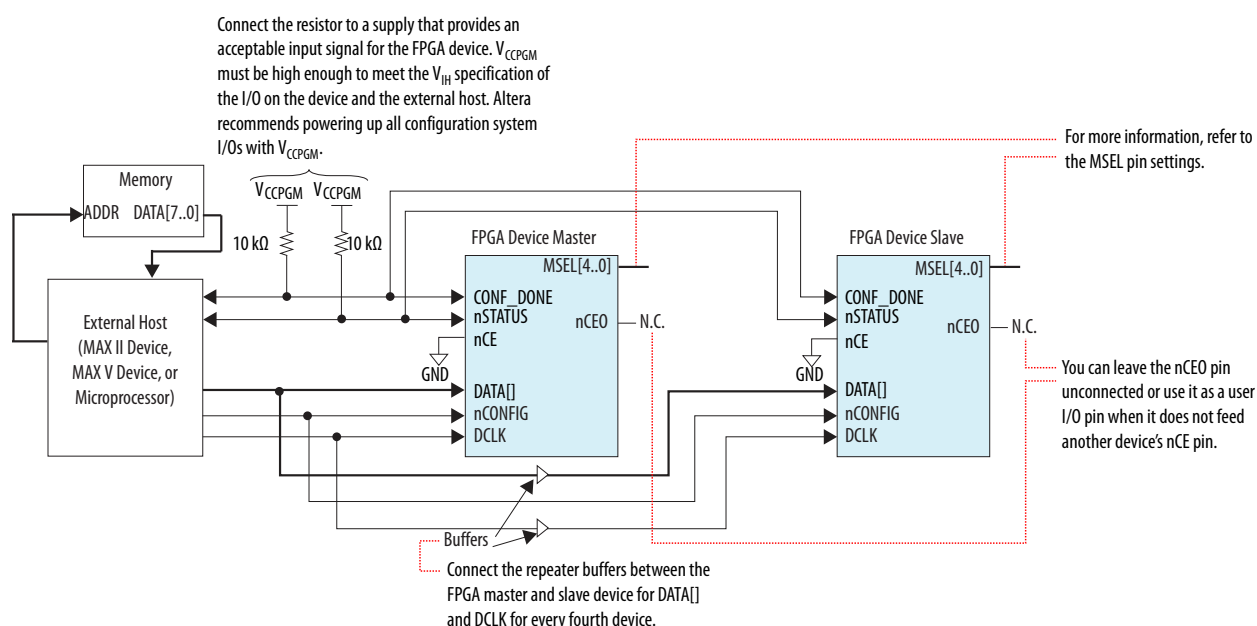 Connect the resistor to a supply that provides an
acceptable input signal for the FPGA device. VCCPGM
must be high enough to meet the VIH specification of
the I/O on the device and the external host. Altera
recommends powering up all configuration system
I/Os with VCCPGM.
For more information, refer to
the MSEL pin settings.
Memory
ADDR DATA[7..0]
VCCPGM VCCPGM
10 kΩ 10 kΩ
External Host
(MAX II Device,
MAX V Device, or
Microprocessor)
FPGA Device Master
MSEL[4..0]
CONF_DONE
nSTATUS
nCE
nCEO N.C.
GND
DATA[]
nCONFIG
DCLK
FPGA Device Slave
MSEL[4..0]
CONF_DONE
nSTATUS
nCE
nCEO N.C.
GND
DATA[]
nCONFIG
DCLK
You can leave the nCEO pin
unconnected or use it as a user
I/O pin when it does not feed
another device's nCE pin.
Buffers
Connect the repeater buffers between the
FPGA master and slave device for DATA[]
and DCLK for every fourth device.